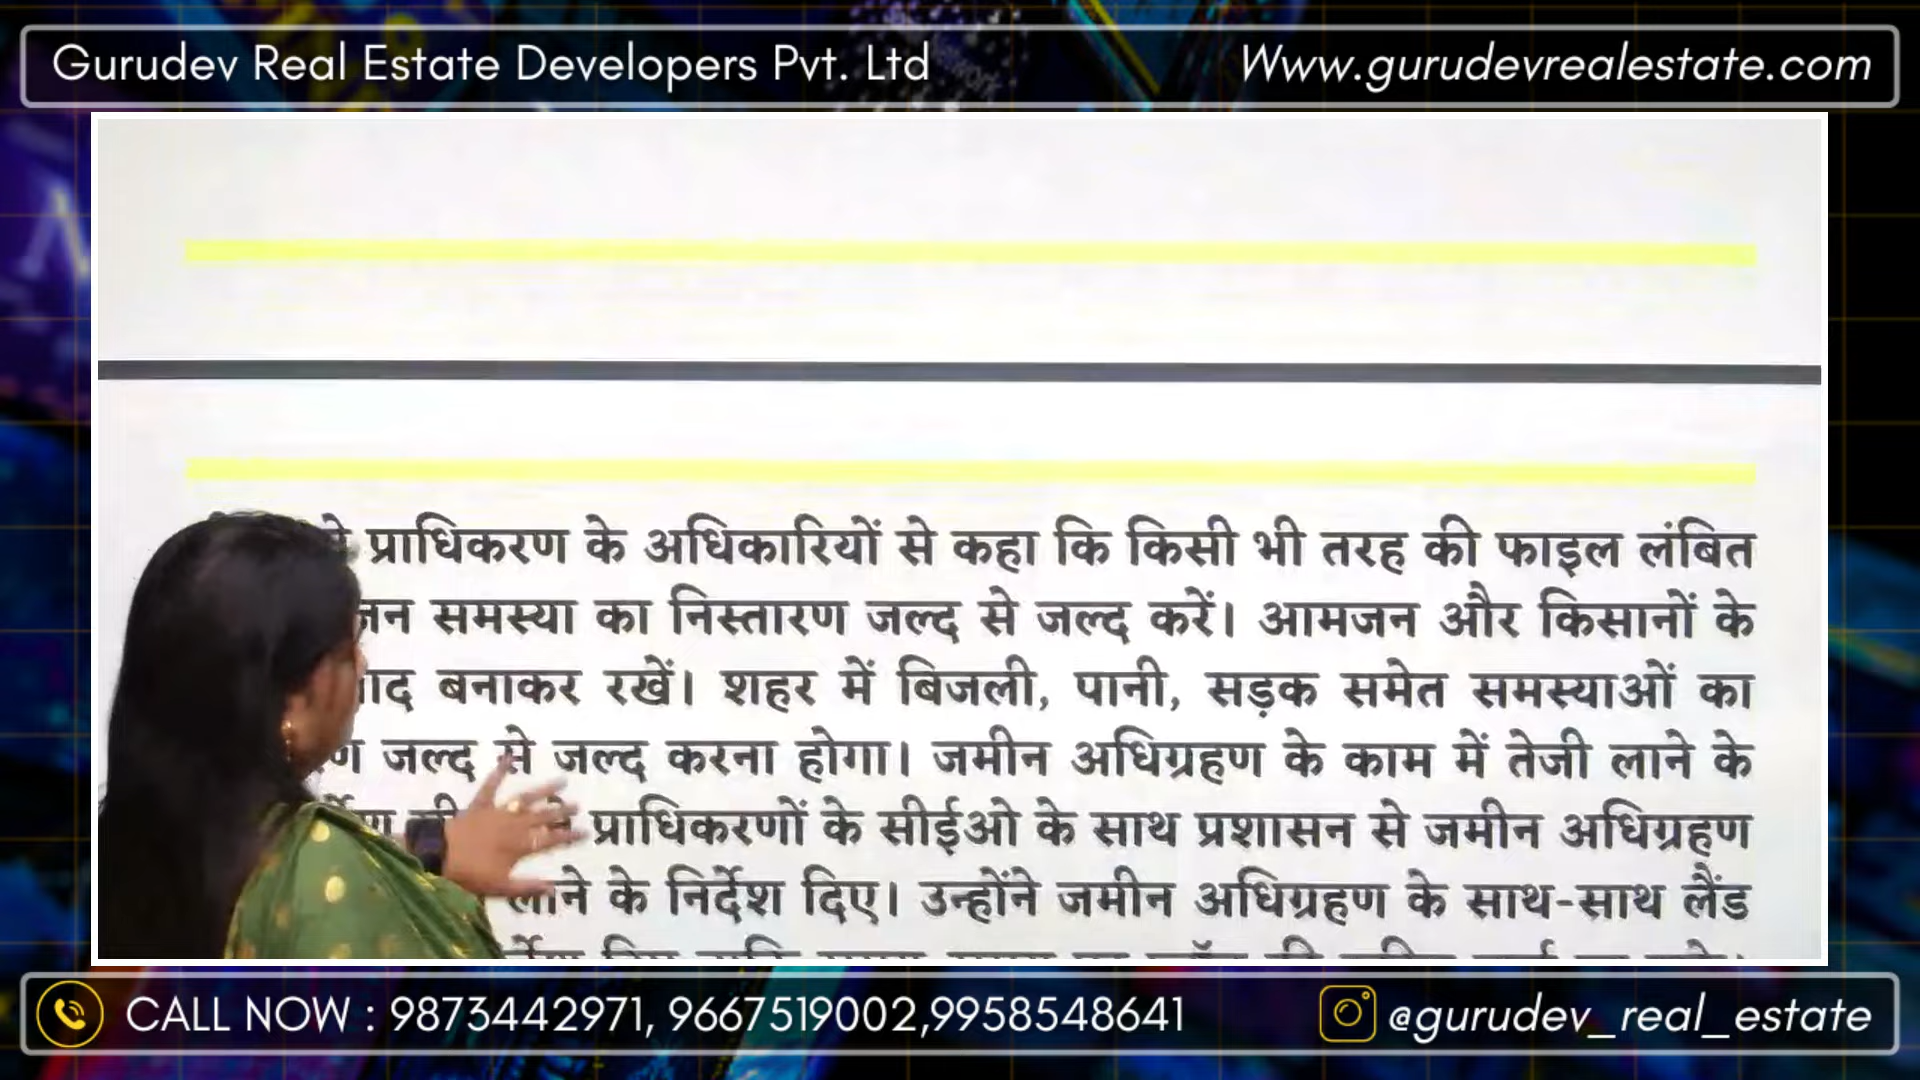 Gurudev Real Estate Developers Pvt. Ltd
Www.gurudevrealestate.com
प्राधिकरण के अधिकारियों से कहा कि किसी भी तरह की फाइल लंबित
समस्या का निस्तारण जल्द से जल्द करें। आमजन और किसानों के
बनाकर रखें। शहर में बिजली, पानी, सड़क समेत समस्याओं का
जल्द से जल्द करना होगा। जमीन अधिग्रहण के काम में तेजी लाने के
प्राधिकरणों के सीईओ के साथ प्रशासन से जमीन अधिग्रहण
लाने के निर्देश दिए। उन्होंने जमीन अधिग्रहण के साथ-साथ लैंड
CALL NOW : 9873442971, 9667519002,9958548641
@gurudev_real_estate